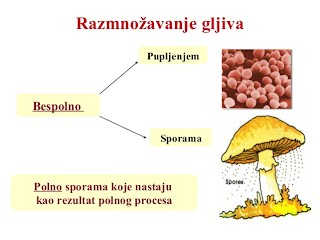 Razmnožavanje gljiva
Pupljenjem
Bespolno
Sporama
Spores
Polno sporama koje nastaju
kao rezultat polnog procesa